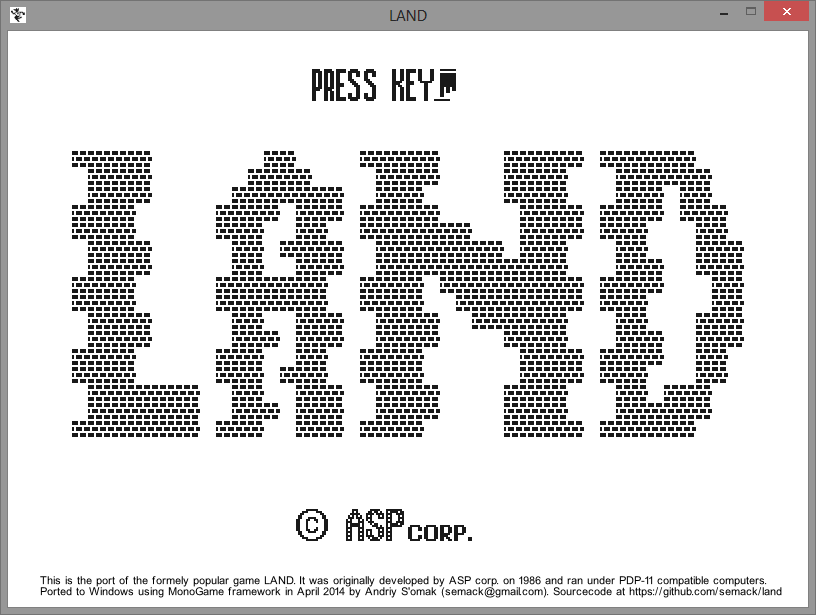 LAND
PRESS KEY
LAND
© ASP CORP.
This is the port of the formely popular game LAND. It was originally developed by ASP corp. on 1986 and ran under PDP-11 compatible computers.
Ported to Windows using MonoGame framework in April 2014 by Andriy S'omak (semack@gmail.com). Sourcecode at https://github.com/semack/land